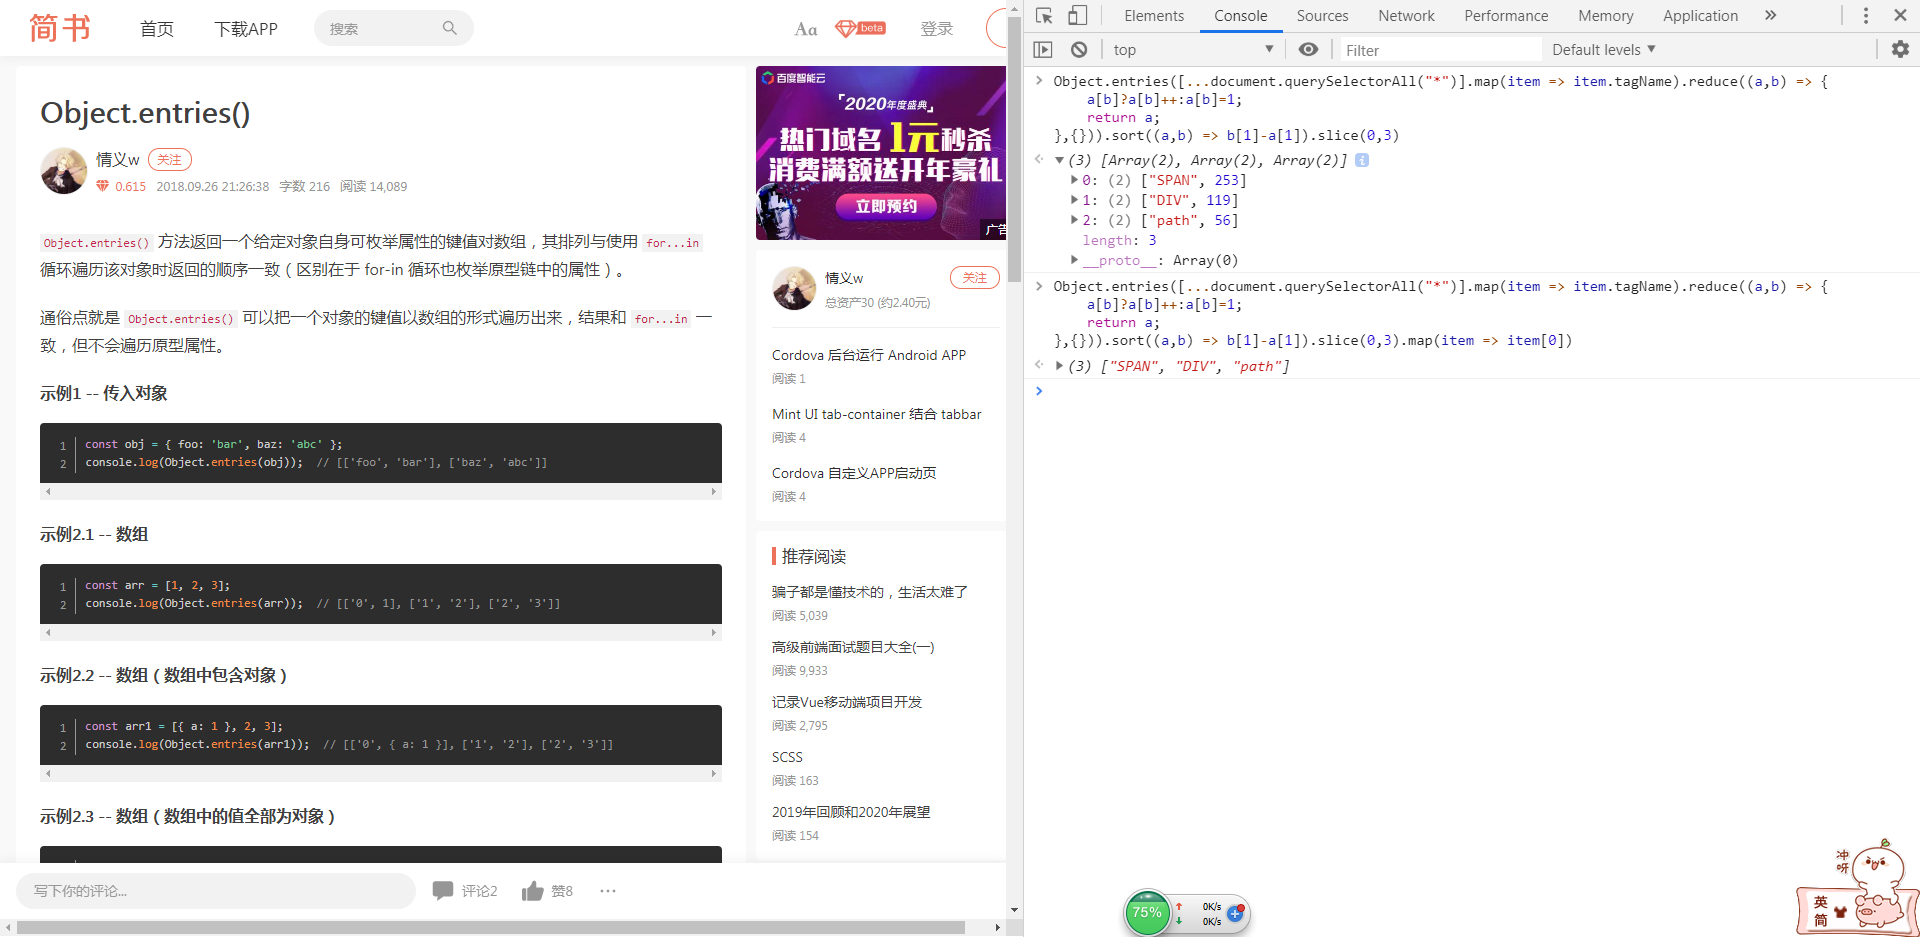 简书
首页
下载APP
搜索
Aa
beta
登录
Object.entries()
情义w 关注
0.615 2018.09.26 21:26:38 字数 216 阅读 14,089
Object.entries() 方法返回一个给定对象自身可枚举属性的键值对数组，其排列与使用 for...in
循环遍历该对象时返回的顺序一致（区别在于 for-in 循环也枚举原型链中的属性）。
通俗点就是 Object.entries() 可以把一个对象的键值以数组的形式遍历出来，结果和 for...in 一
致，但不会遍历原型属性。
示例1 -- 传入对象
1 const obj = { foo: 'bar', baz: 'abc' };
2 console.log(Object.entries(obj));  // [['foo', 'bar'], ['baz', 'abc']]
示例2.1 -- 数组
1 const arr = [1, 2, 3];
2 console.log(Object.entries(arr));  // [['0', 1], ['1', '2'], ['2', '3']]
示例2.2 -- 数组（数组中包含对象）
1 const arr1 = [{ a: 1 }, 2, 3];
2 console.log(Object.entries(arr1));  // [['0', { a: 1 }], ['1', '2'], ['2', '3']]
示例2.3 -- 数组（数组中的值全部为对象）
写下你的评论...
评论2
赞8
百度智能云
「2020年度盛典」
热门域名1元秒杀
消费满额送开年豪礼
立即预约
广告
情义w
关注
总资产30 (约2.40元)
Cordova 后台运行 Android APP
阅读 1
Mint UI tab-container 结合 tabbar
阅读 4
Cordova 自定义APP启动页
阅读 4
推荐阅读
骗子都是懂技术的，生活太难了
阅读 5,039
高级前端面试题目大全(一)
阅读 9,933
记录Vue移动端项目开发
阅读 2,795
SCSS
阅读 163
2019年回顾和2020年展望
阅读 154
Elements Console Sources Network Performance Memory Application »
top Filter Default levels ▼
Object.entries([...document.querySelectorAll("*")].map(item => item.tagName).reduce((a,b) => {
    a[b]?a[b]++:a[b]=1;
    return a;
},{})).sort((a,b) => b[1]-a[1]).slice(0,3)
(3) [Array(2), Array(2), Array(2)] i
0: (2) ["SPAN", 253]
1: (2) ["DIV", 119]
2: (2) ["path", 56]
length: 3
__proto__: Array(0)
Object.entries([...document.querySelectorAll("*")].map(item => item.tagName).reduce((a,b) => {
    a[b]?a[b]++:a[b]=1;
    return a;
},{})).sort((a,b) => b[1]-a[1]).slice(0,3).map(item => item[0])
(3) ["SPAN", "DIV", "path"]
75%
0K/s
0K/s
冲呀
英
简